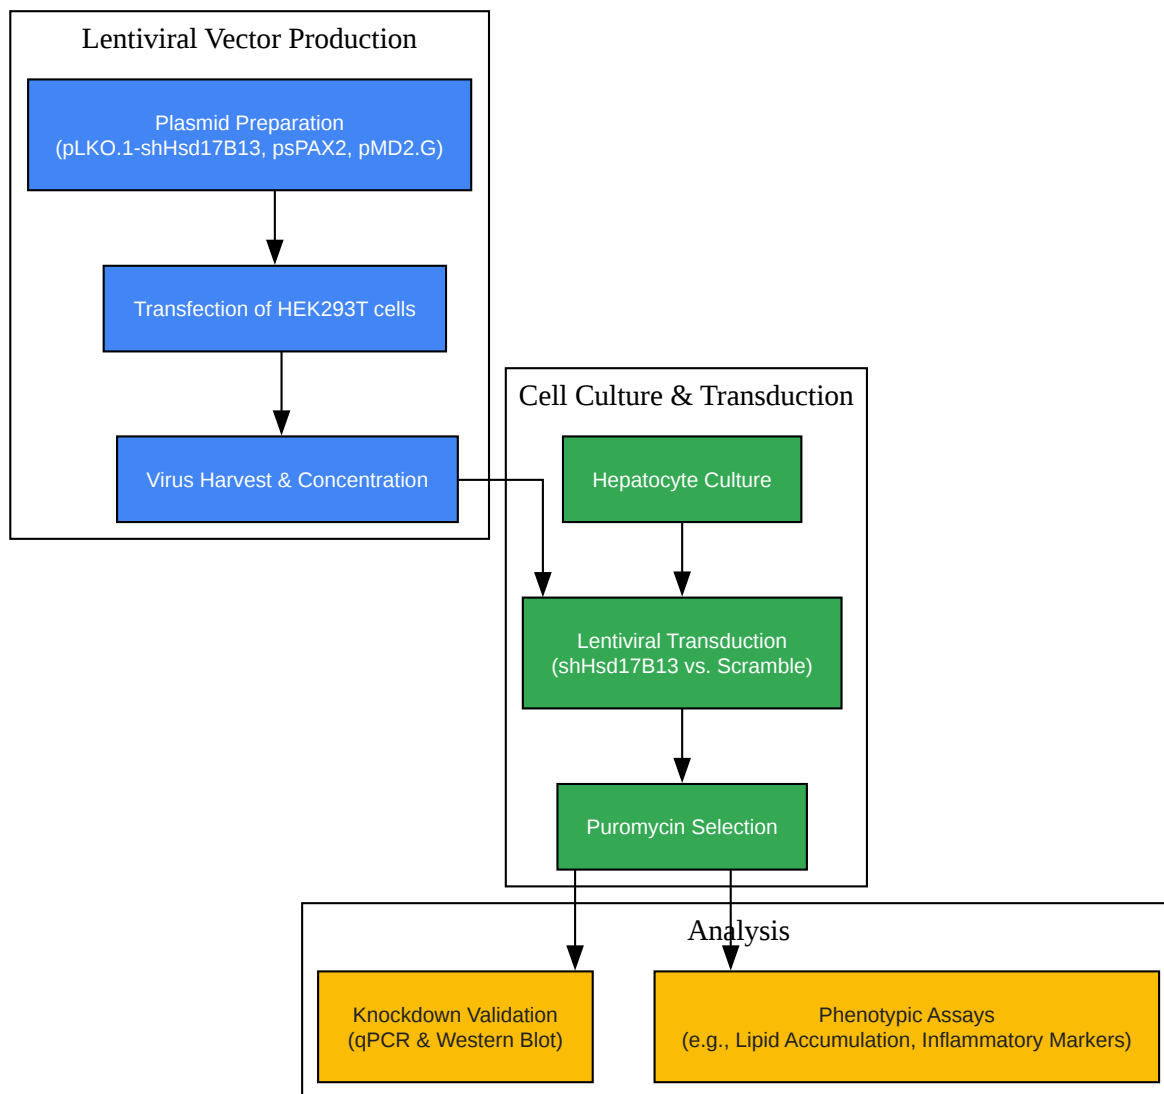 Lentiviral Vector Production
Plasmid Preparation
(pLKO.1-shHsd17B13, psPAX2, pMD2.G)
Transfection of HEK293T cells
Virus Harvest & Concentration
Cell Culture & Transduction
Hepatocyte Culture
Lentiviral Transduction
(shHsd17B13 vs. Scramble)
Puromycin Selection
Analysis
Knockdown Validation
(qPCR & Western Blot)
Phenotypic Assays
(e.g., Lipid Accumulation, Inflammatory Markers)